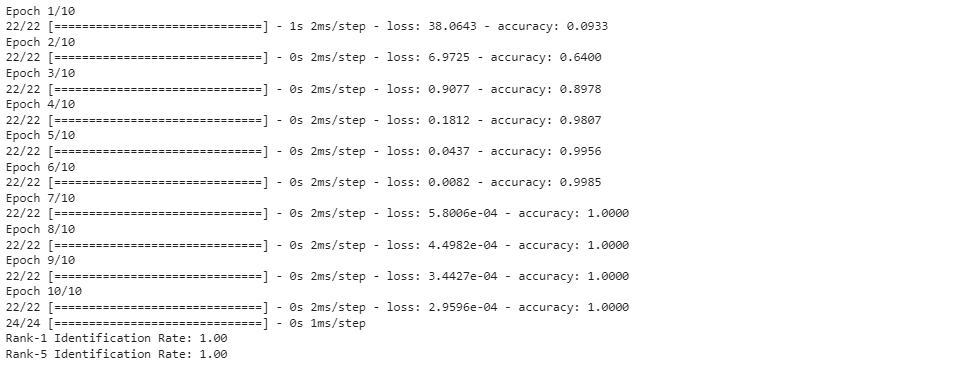 Epoch 1/10
22/22 [==============================] - 1s 2ms/step - loss: 38.0643 - accuracy: 0.0933
Epoch 2/10
22/22 [==============================] - 0s 2ms/step - loss: 6.9725 - accuracy: 0.6400
Epoch 3/10
22/22 [==============================] - 0s 2ms/step - loss: 0.9077 - accuracy: 0.8978
Epoch 4/10
22/22 [==============================] - 0s 2ms/step - loss: 0.1812 - accuracy: 0.9807
Epoch 5/10
22/22 [==============================] - 0s 2ms/step - loss: 0.0437 - accuracy: 0.9956
Epoch 6/10
22/22 [==============================] - 0s 2ms/step - loss: 0.0082 - accuracy: 0.9985
Epoch 7/10
22/22 [==============================] - 0s 2ms/step - loss: 5.8006e-04 - accuracy: 1.0000
Epoch 8/10
22/22 [==============================] - 0s 2ms/step - loss: 4.4982e-04 - accuracy: 1.0000
Epoch 9/10
22/22 [==============================] - 0s 2ms/step - loss: 3.4427e-04 - accuracy: 1.0000
Epoch 10/10
22/22 [==============================] - 0s 2ms/step - loss: 2.9596e-04 - accuracy: 1.0000
24/24 [==============================] - 0s 1ms/step
Rank-1 Identification Rate: 1.00
Rank-5 Identification Rate: 1.00